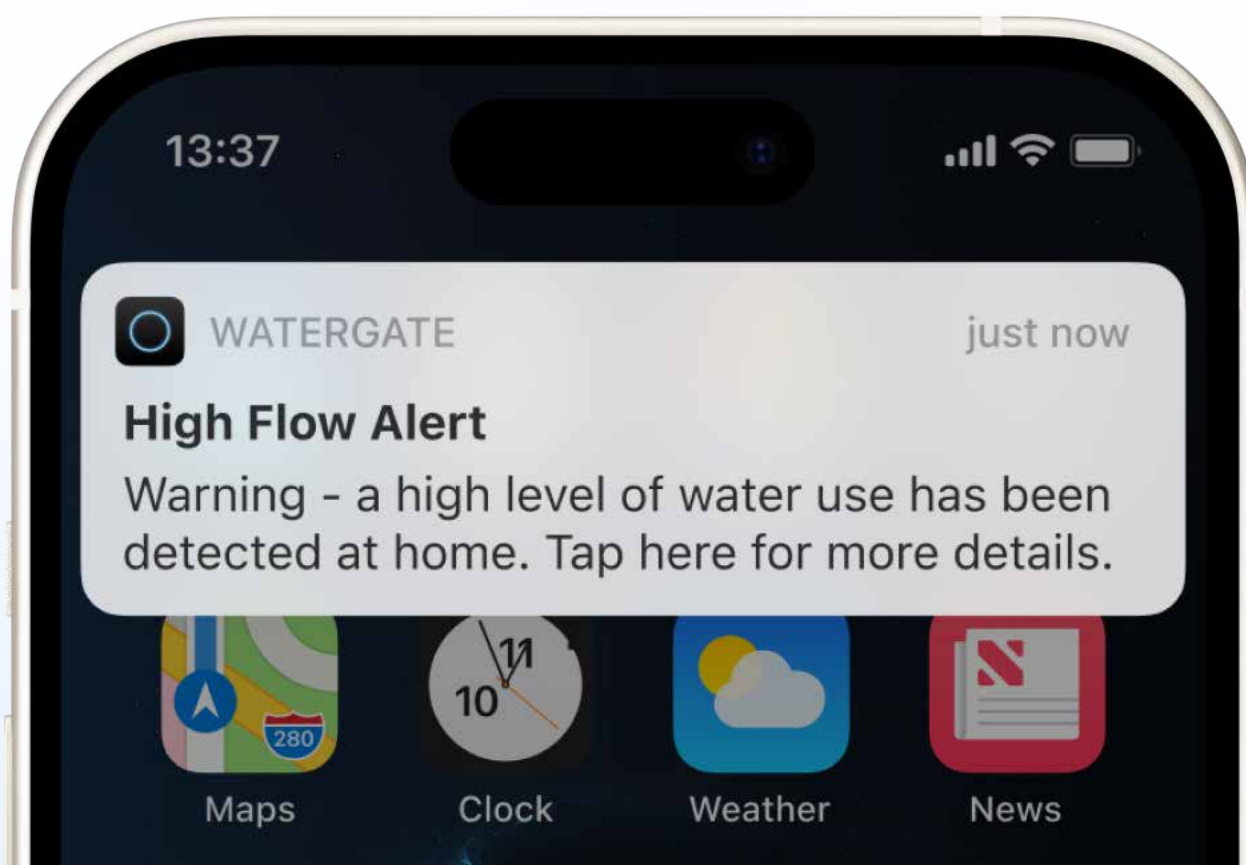 13:37
WATERGATE just now
High Flow Alert
Warning - a high level of water use has been
detected at home. Tap here for more details.
11
10
280
Maps Clock Weather News